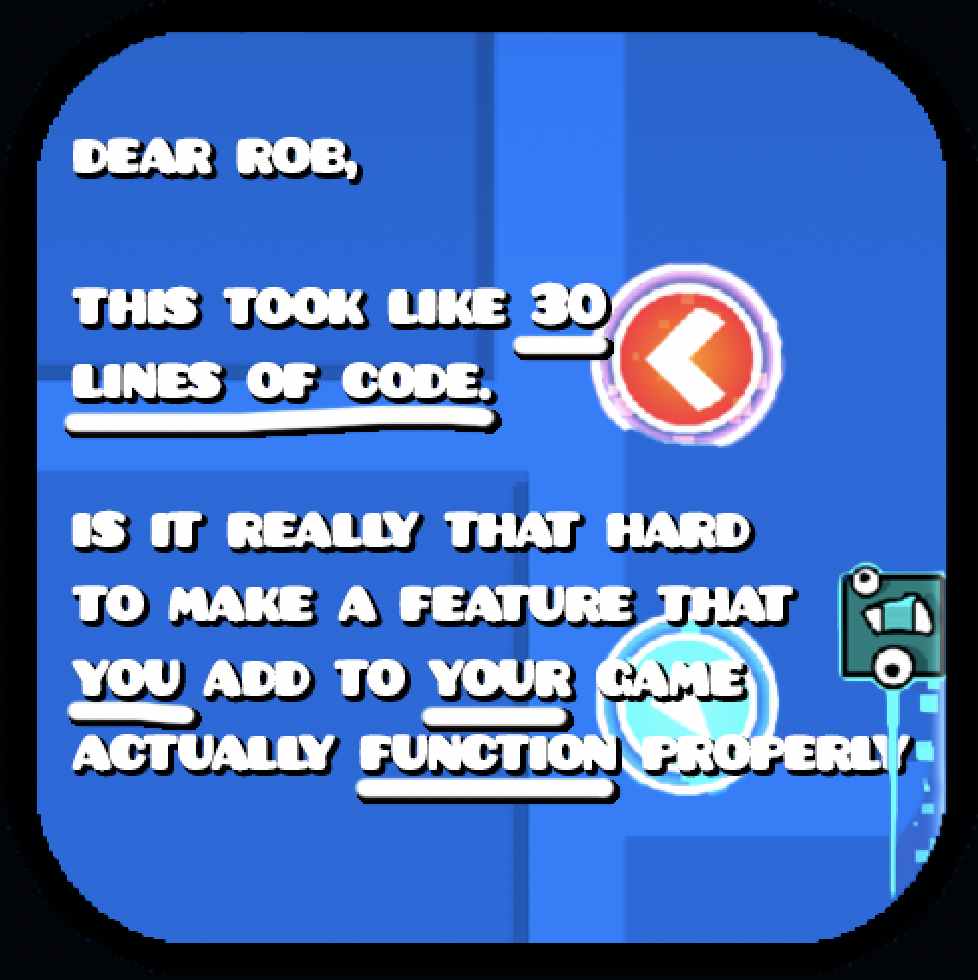 DEAR ROB,
THIS TOOK LIKE 30
LINES OF CODE.
IS IT REALLY THAT HARD
TO MAKE A FEATURE THAT
YOU ADD TO YOUR GAME
ACTUALLY FUNCTION PROPERLY